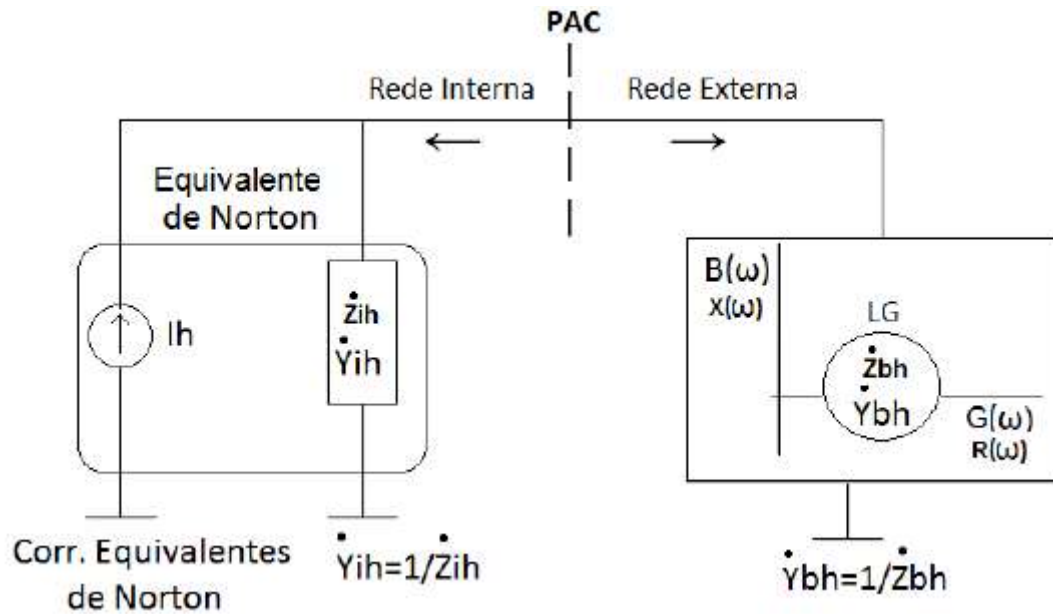 PAC
Rede Interna
Rede Externa
Equivalente
de Norton
Ih
Żih
Ẏih
B(ω)
X(ω)
LG
Żbh
Ẏbh
G(ω)
R(ω)
Corr. Equivalentes
de Norton
Ẏih=1/Żih
Ẏbh=1/Żbh